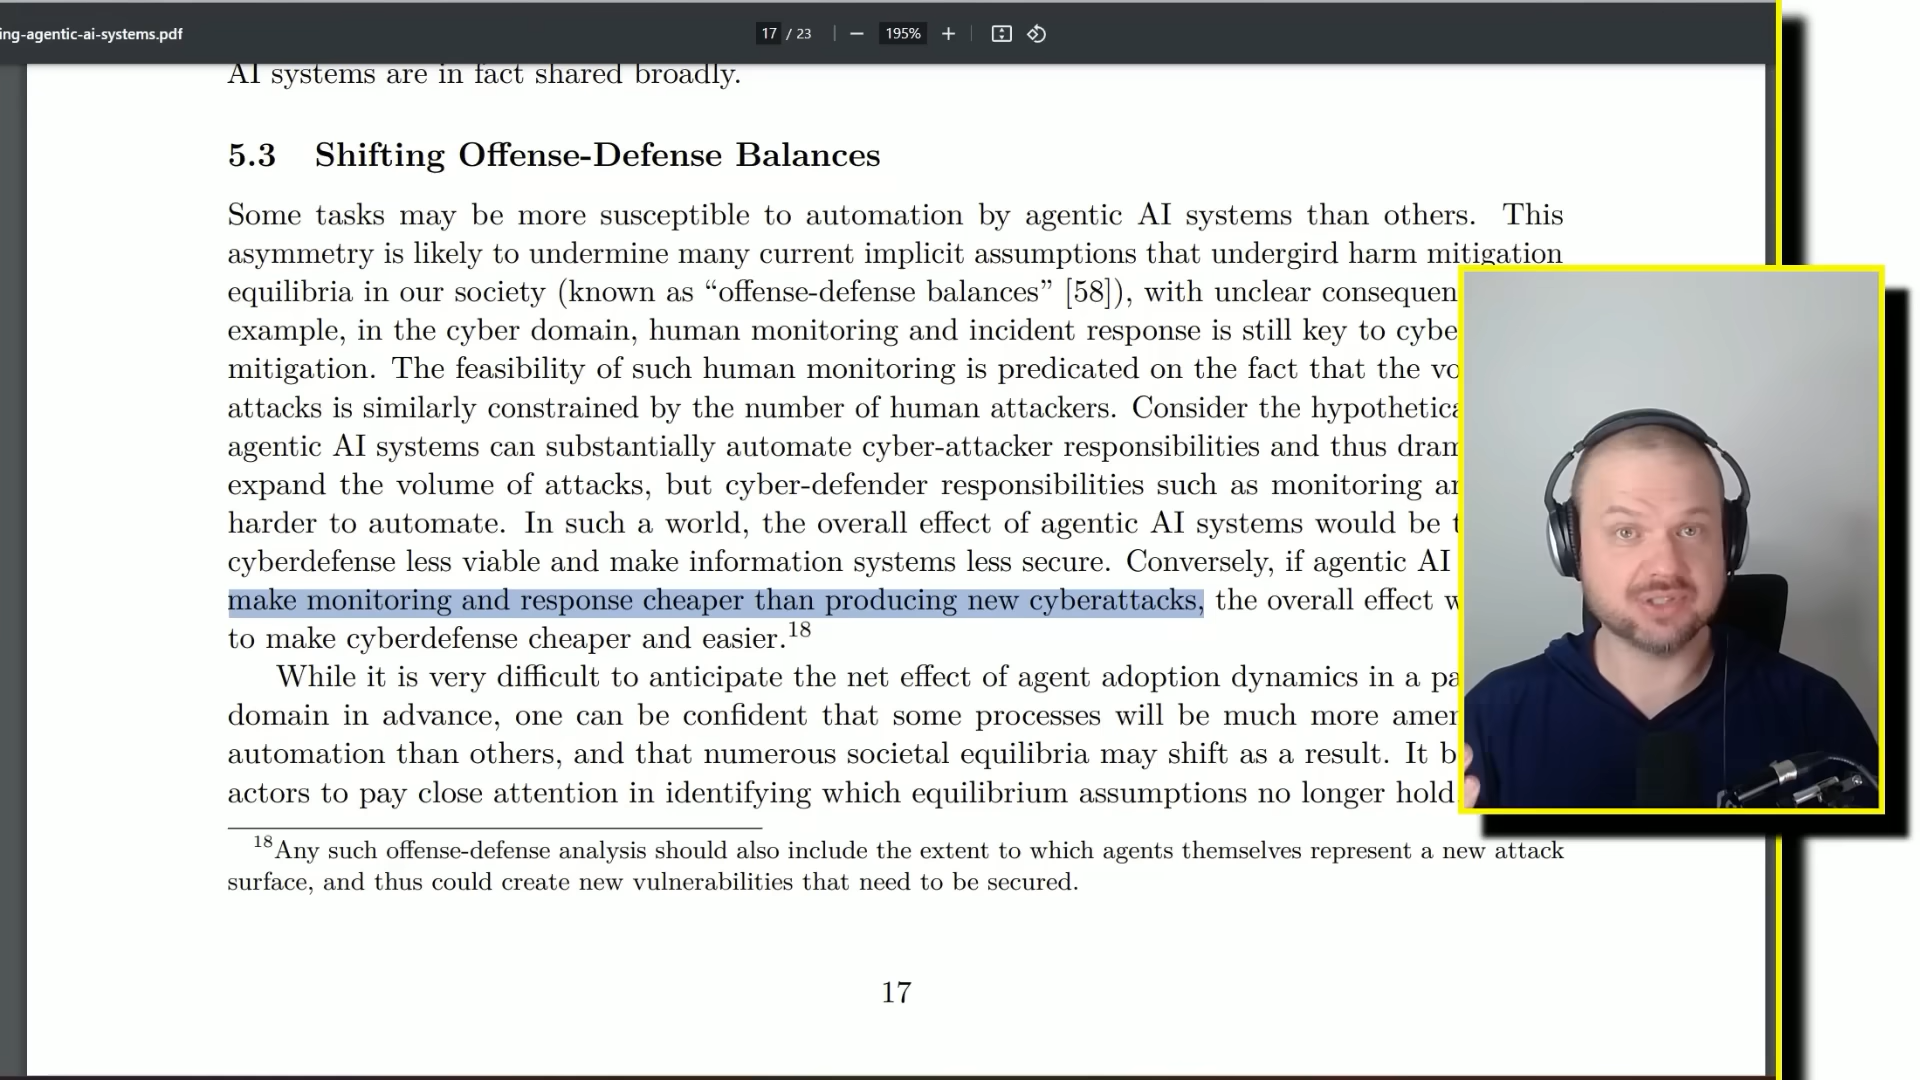 ing-agentic-ai-systems.pdf
17 / 23
195%
AI systems are in fact shared broadly.
5.3 Shifting Offense-Defense Balances
Some tasks may be more susceptible to automation by agentic AI systems than others. This
asymmetry is likely to undermine many current implicit assumptions that undergird harm mitigation
equilibria in our society (known as “offense-defense balances” [58]), with unclear consequen
example, in the cyber domain, human monitoring and incident response is still key to cybe
mitigation. The feasibility of such human monitoring is predicated on the fact that the vo
attacks is similarly constrained by the number of human attackers. Consider the hypothetica
agentic AI systems can substantially automate cyber-attacker responsibilities and thus dram
expand the volume of attacks, but cyber-defender responsibilities such as monitoring ar
harder to automate. In such a world, the overall effect of agentic AI systems would be t
cyberdefense less viable and make information systems less secure. Conversely, if agentic AI
make monitoring and response cheaper than producing new cyberattacks, the overall effect w
to make cyberdefense cheaper and easier.18
While it is very difficult to anticipate the net effect of agent adoption dynamics in a pa
domain in advance, one can be confident that some processes will be much more amen
automation than others, and that numerous societal equilibria may shift as a result. It b
actors to pay close attention in identifying which equilibrium assumptions no longer hold.
18Any such offense-defense analysis should also include the extent to which agents themselves represent a new attack
surface, and thus could create new vulnerabilities that need to be secured.
17